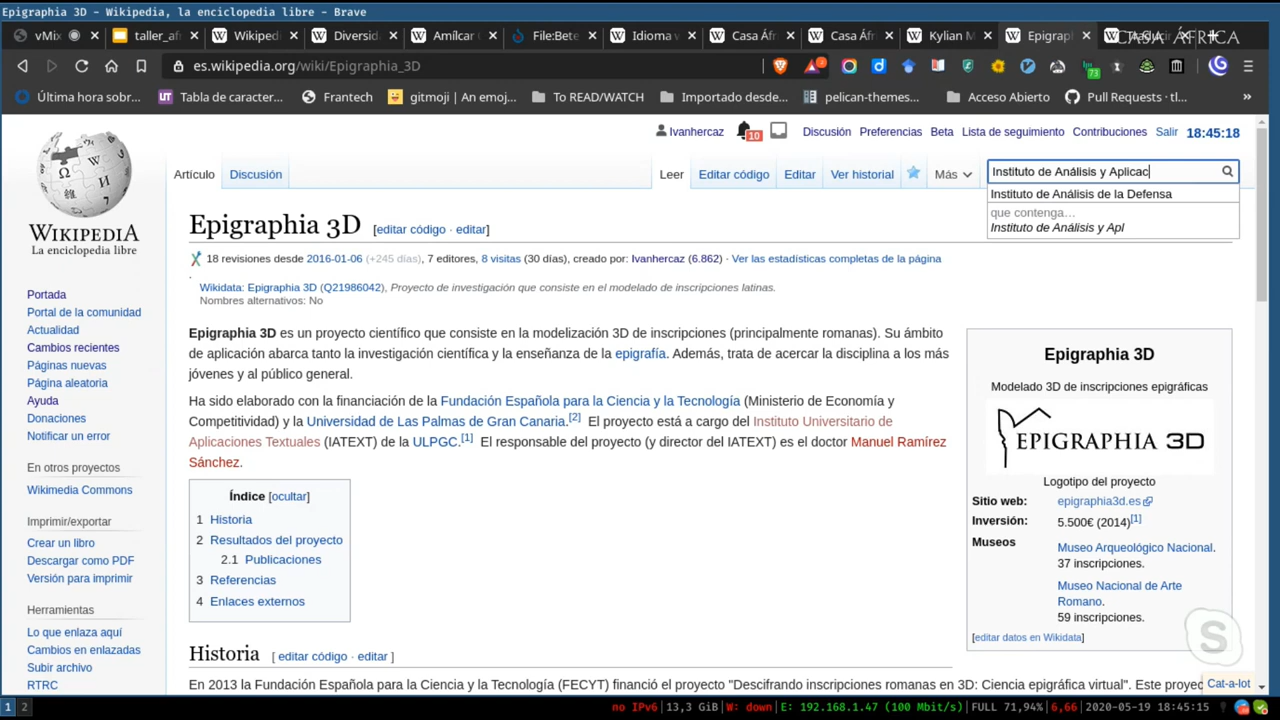 Epigraphia 3D - Wikipedia, la enciclopedia libre - Brave
vMix
taller_afr
Wikiped
Diversid
Amílcar
File:Bete
Idioma w
Casa Áfr
Casa Áfr
Kylian M
Epigrap
CASA ÁFRICA
es.wikipedia.org/wiki/Epigraphia_3D
2
73
Última hora sobr...
Tabla de caracter...
Frantech
gitmoji | An emoj...
To READ/WATCH
Importado desde...
pelican-themes...
Acceso Abierto
Pull Requests · tl...
»
Ivanhercaz
10
Discusión
Preferencias
Beta
Lista de seguimiento
Contribuciones
Salir
18:45:18
Artículo
Discusión
Leer
Editar código
Editar
Ver historial
Más
Instituto de Análisis y Aplicac
Instituto de Análisis de la Defensa
que contenga...
Instituto de Análisis y Apl
WIKIPEDIA
La enciclopedia libre
Portada
Portal de la comunidad
Actualidad
Cambios recientes
Páginas nuevas
Página aleatoria
Ayuda
Donaciones
Notificar un error
En otros proyectos
Wikimedia Commons
Imprimir/exportar
Crear un libro
Descargar como PDF
Versión para imprimir
Herramientas
Lo que enlaza aquí
Cambios en enlazadas
Subir archivo
RTRC
Epigraphia 3D [editar código · editar]
18 revisiones desde 2016-01-06 (+245 días), 7 editores, 8 visitas (30 días), creado por: Ivanhercaz (6.862) · Ver las estadísticas completas de la página
.
Wikidata: Epigraphia 3D (Q21986042), Proyecto de investigación que consiste en el modelado de inscripciones latinas.
Nombres alternativos: No
Epigraphia 3D es un proyecto científico que consiste en la modelización 3D de inscripciones (principalmente romanas). Su ámbito
de aplicación abarca tanto la investigación científica y la enseñanza de la epigrafía. Además, trata de acercar la disciplina a los más
jóvenes y al público general.
Ha sido elaborado con la financiación de la Fundación Española para la Ciencia y la Tecnología (Ministerio de Economía y
Competitividad) y la Universidad de Las Palmas de Gran Canaria.[2] El proyecto está a cargo del Instituto Universitario de
Aplicaciones Textuales (IATEXT) de la ULPGC.[1] El responsable del proyecto (y director del IATEXT) es el doctor Manuel Ramírez
Sánchez.
Índice [ocultar]
1 Historia
2 Resultados del proyecto
2.1 Publicaciones
3 Referencias
4 Enlaces externos
Historia [ editar código · editar ]
En 2013 la Fundación Española para la Ciencia y la Tecnología (FECYT) financió el proyecto "Descifrando inscripciones romanas en 3D: Ciencia epigráfica virtual". Este proyec
Epigraphia 3D
Modelado 3D de inscripciones epigráficas
EPIGRAPHIA 3D
Logotipo del proyecto
Sitio web: epigraphia3d.es
Inversión: 5.500€ (2014)[1]
Museos Museo Arqueológico Nacional.
37 inscripciones.
Museo Nacional de Arte
Romano.
59 inscripciones.
[editar datos en Wikidata]
Cat-a-lot
1 2
no IPv6 | 13,3 GiB | W: down | E: 192.168.1.47 (100 Mbit/s) | FULL 71,94% | 6,66 | 2020-05-19 18:45:15